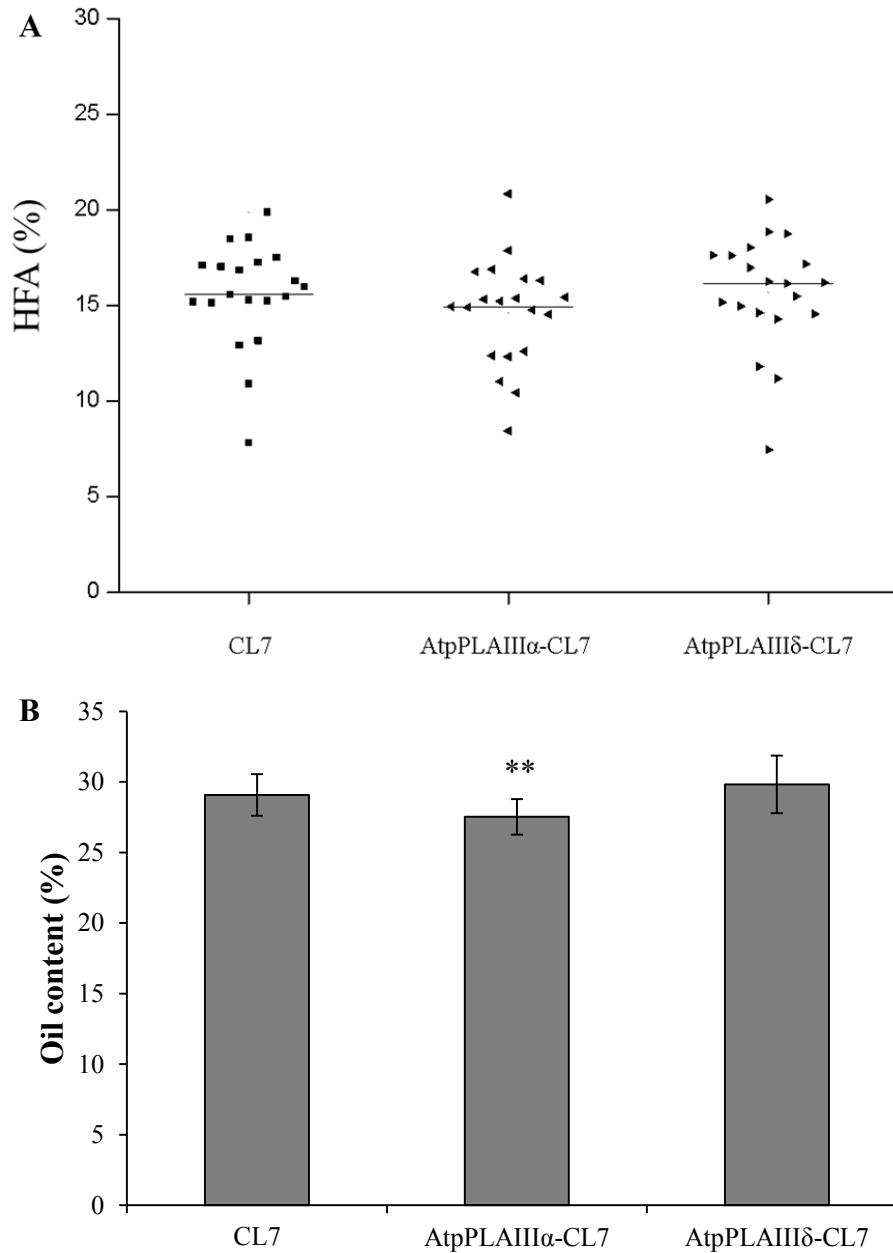 A
HFA (%)
30
25
20
15
10
5
0
CL7 AtpPLAIIIα-CL7 AtpPLAIIIδ-CL7
B
Oil content (%)
35
30
25
20
15
10
5
0
**
CL7 AtpPLAIIIα-CL7 AtpPLAIIIδ-CL7